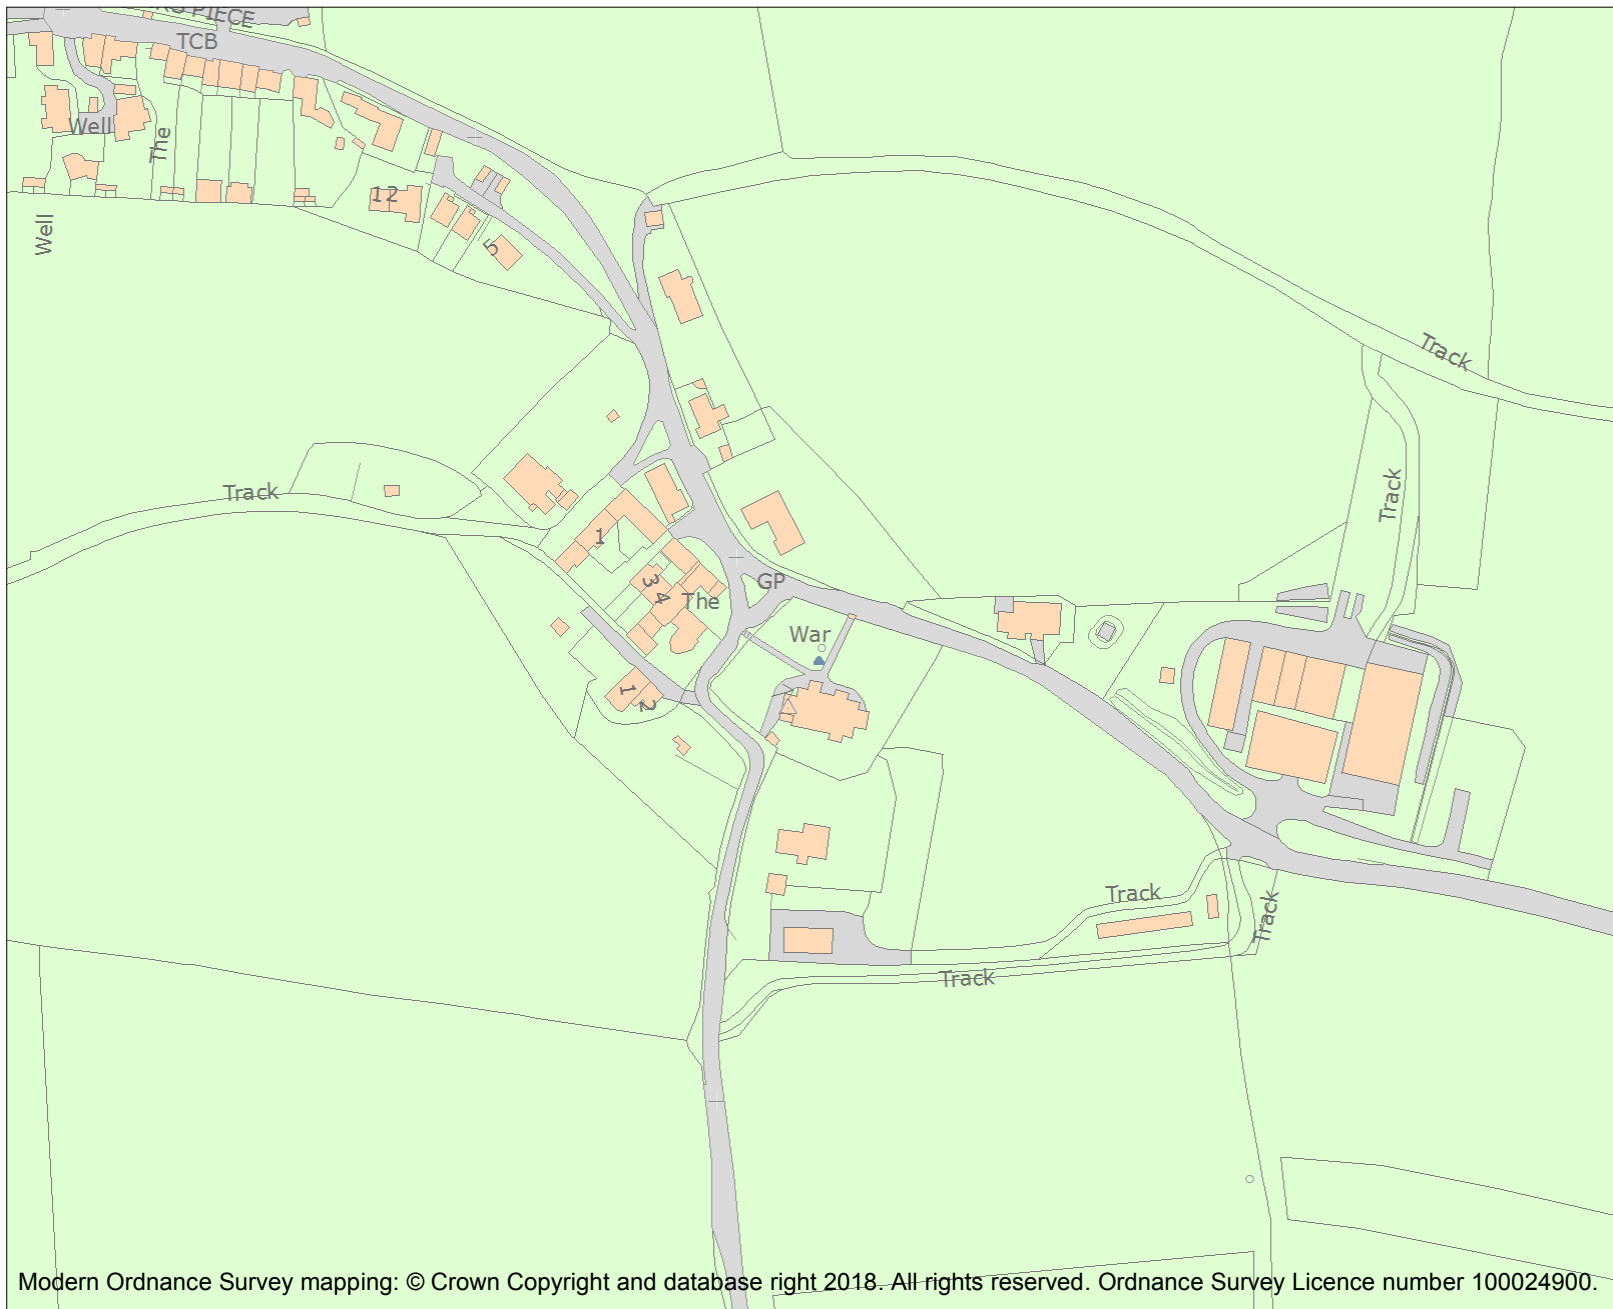 PIECE
TCB
Well
The
12
Well
5
Track
Track
Track
1
GP
3
4
The
War
1
2
Track
Track
Track
Modern Ordnance Survey mapping: © Crown Copyright and database right 2018. All rights reserved. Ordnance Survey Licence number 100024900.